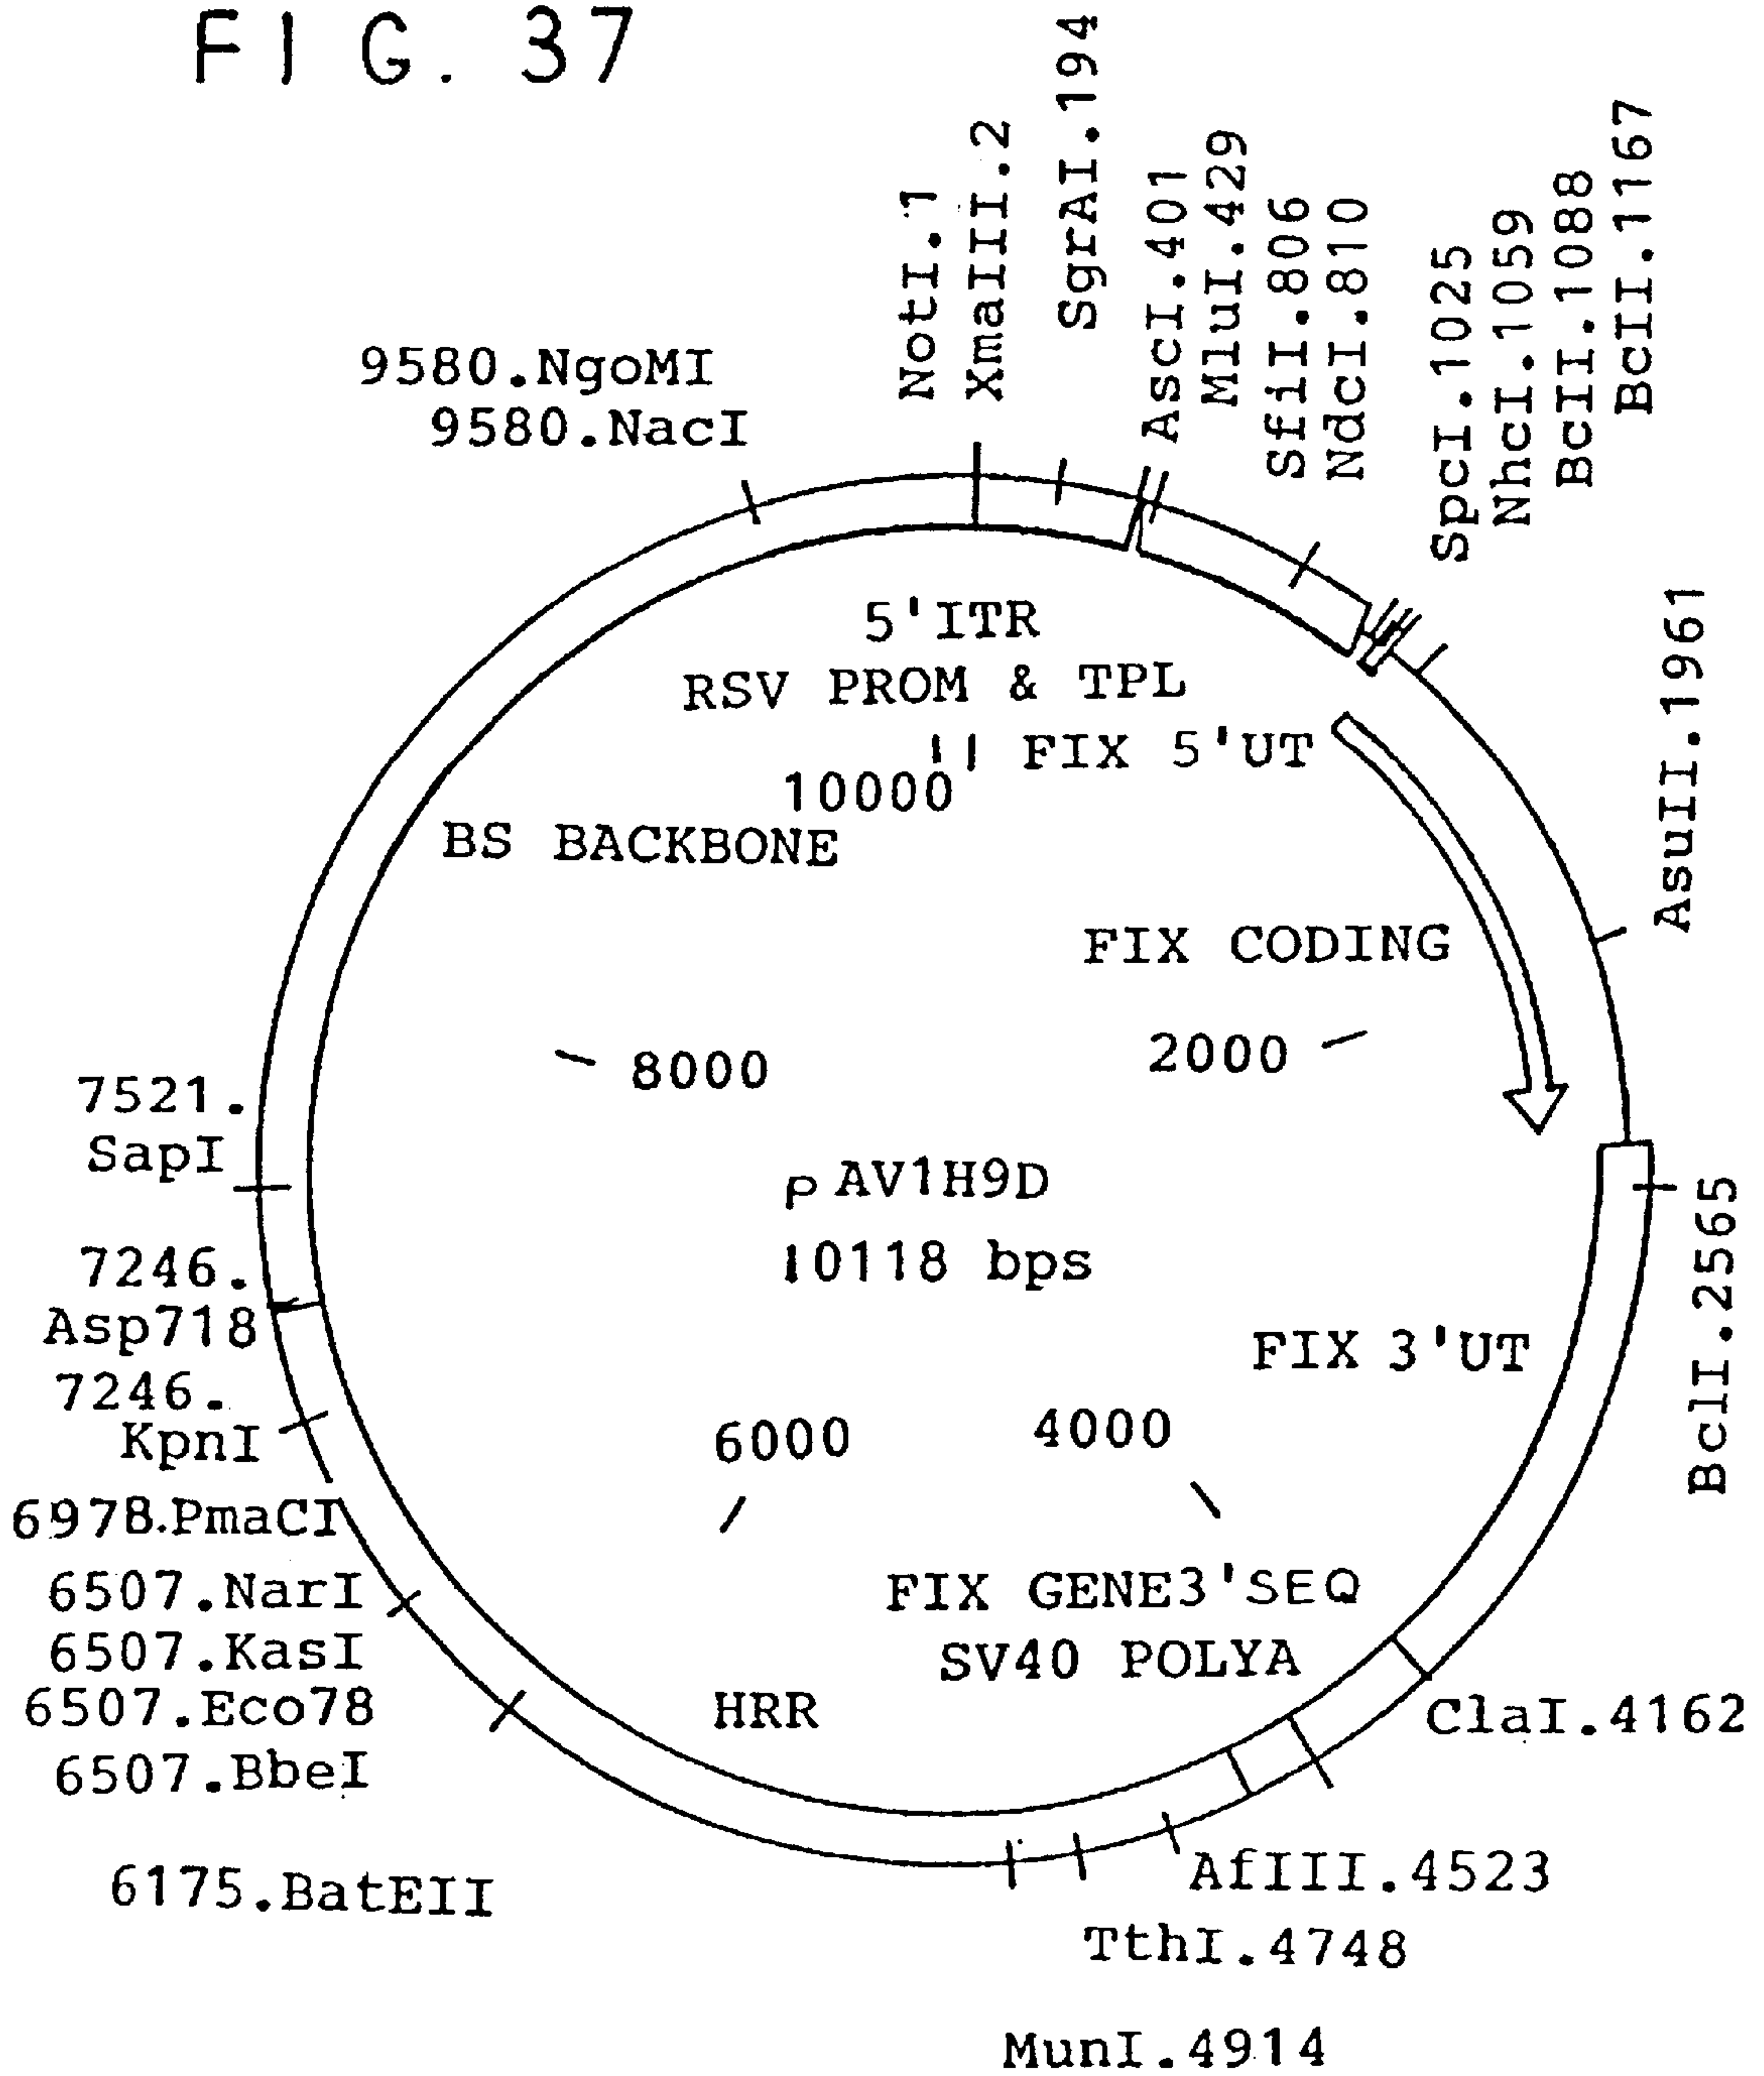 FIG. 37
NotI.1
XmaIII.2
SgrAI.194
AscI.401
MluI.429
SfiI.806
NdcI.810
SpcI.1025
NhcI.1059
BcII.1088
BcII.1167
AsuII.1961
BclI.2565
ClaI.4162
AfIII.4523
TthI.4748
MunI.4914
9580.NgoMI
9580.NacI
7521.
SapI
7246.
Asp718
7246.
KpnI
6978.PmaCI
6507.NarI
6507.KasI
6507.Eco78
6507.BbeI
6175.BatEII
5'ITR
RSV PROM & TPL
FIX 5'UT
10000
BS BACKBONE
FIX CODING
8000
2000
pAV1H9D
10118 bps
FIX 3'UT
6000
4000
FIX GENE3'SEQ
SV40 POLYA
HRR